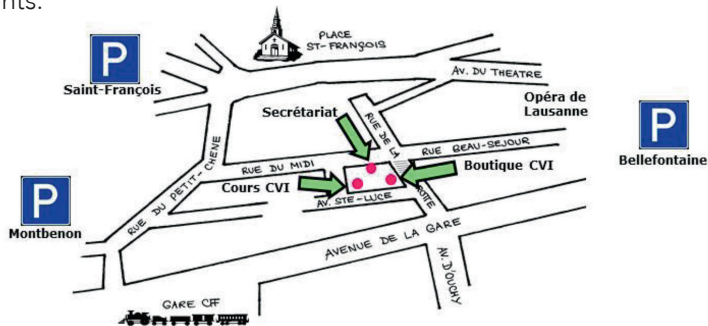 nts.
P
Saint-François
PLACE
ST-FRANÇOIS
AV. DU THEATRE
Opéra de
Lausanne
P
Bellefontaine
Secrétariat
RUE DE LA
GROTTE
RUE BEAU-SEJOUR
RUE DU MIDI
Boutique CVI
Cours CVI
AV. STE-LUCE
RUE DU PETIT-CHENE
P
Montbenon
AVENUE DE LA GARE
AV. D'OUCHY
GARE CFF